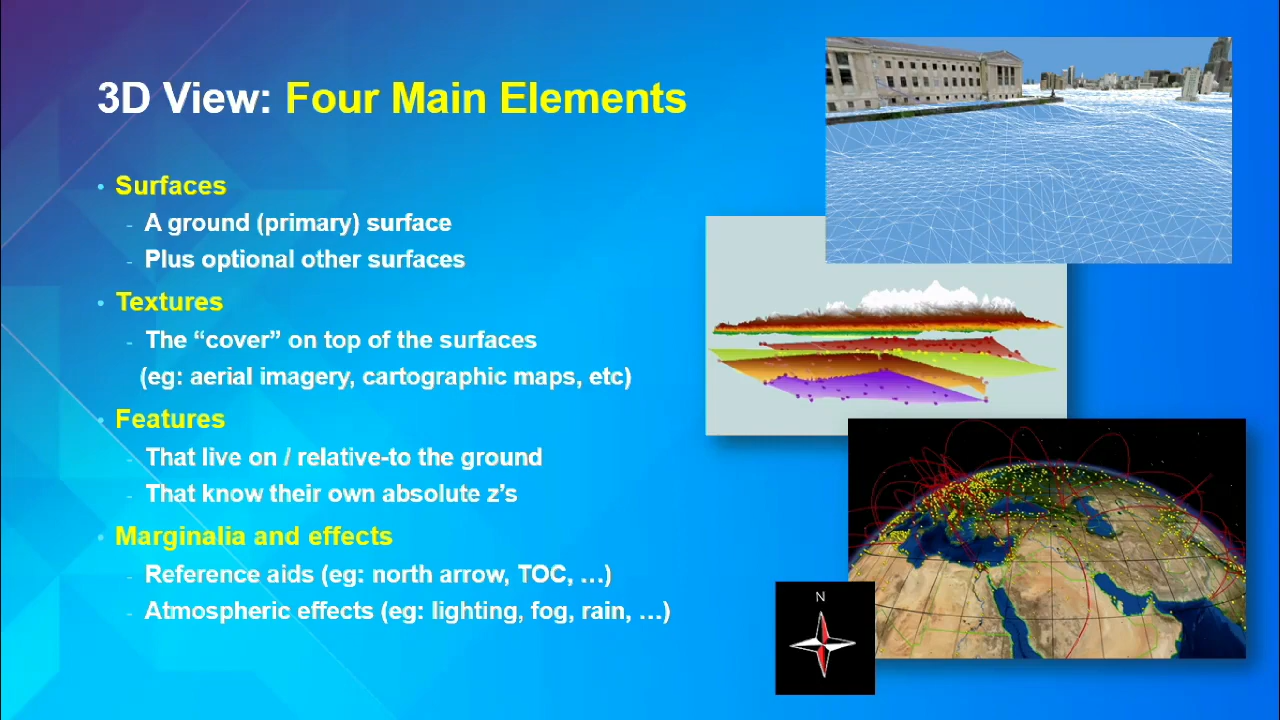 3D View: Four Main Elements
• Surfaces
- A ground (primary) surface
- Plus optional other surfaces
• Textures
- The “cover” on top of the surfaces
(eg: aerial imagery, cartographic maps, etc)
• Features
- That live on / relative-to the ground
- That know their own absolute z’s
• Marginalia and effects
- Reference aids (eg: north arrow, TOC, …)
- Atmospheric effects (eg: lighting, fog, rain, …)
N